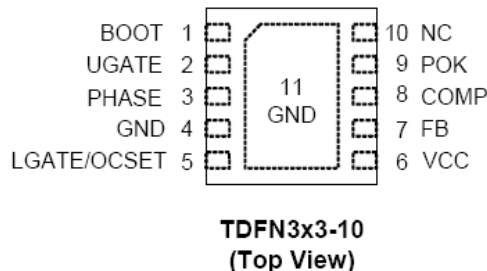 BOOT 1 10 NC
UGATE 2 9 POK
PHASE 3 11 8 COMP
GND 4 GND 7 FB
LGATE/OCSET 5 6 VCC
TDFN3x3-10
(Top View)